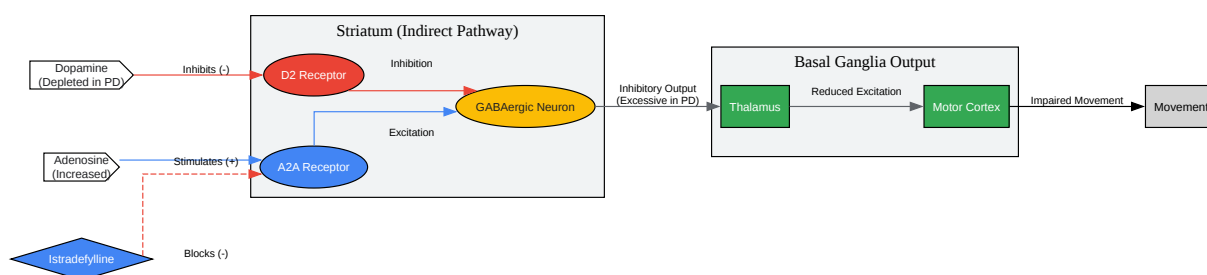 Striatum (Indirect Pathway)
Dopamine
(Depleted in PD)
Inhibits (-)
D2 Receptor
Inhibition
GABAergic Neuron
Excitation
Adenosine
(Increased)
Stimulates (+)
A2A Receptor
Istradefylline
Blocks (-)
Inhibitory Output
(Excessive in PD)
Basal Ganglia Output
Thalamus
Reduced Excitation
Motor Cortex
Impaired Movement
Movement